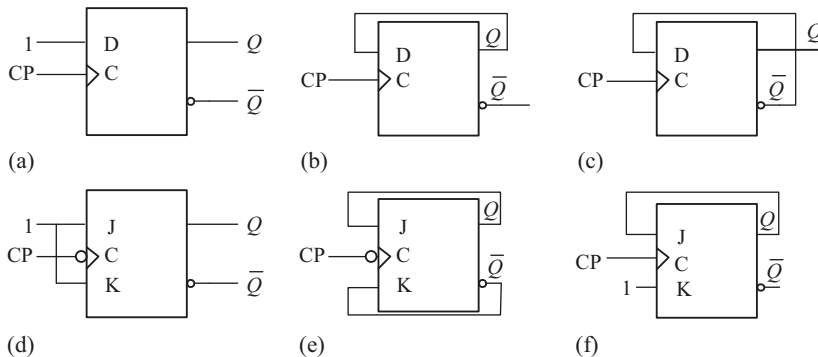 1 D Q
CP C
Q̅
(a)
D Q
CP C
Q̅
(b)
D Q
CP C
Q̅
(c)
1 J Q
CP C
K Q̅
(d)
J Q
CP C
K Q̅
(e)
J Q
CP C
1 K Q̅
(f)